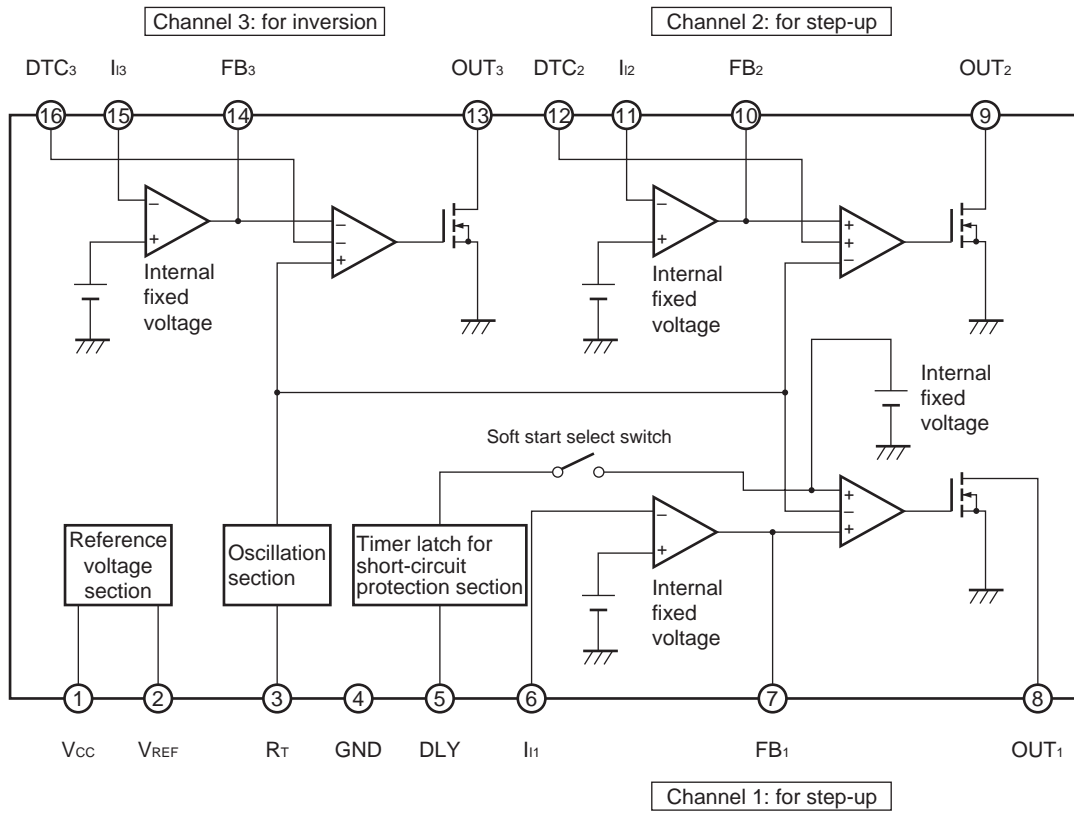 Channel 3: for inversion
Channel 2: for step-up
DTC3
II3
FB3
OUT3
DTC2
II2
FB2
OUT2
16
15
14
13
12
11
10
9
−
+
Internal
fixed
voltage
−
−
+
−
+
Internal
fixed
voltage
+
+
−
Internal
fixed
voltage
Soft start select switch
Reference
voltage
section
Oscillation
section
Timer latch for
short-circuit
protection section
−
+
Internal
fixed
voltage
+
−
+
1
2
3
4
5
6
7
8
VCC
VREF
RT
GND
DLY
II1
FB1
OUT1
Channel 1: for step-up